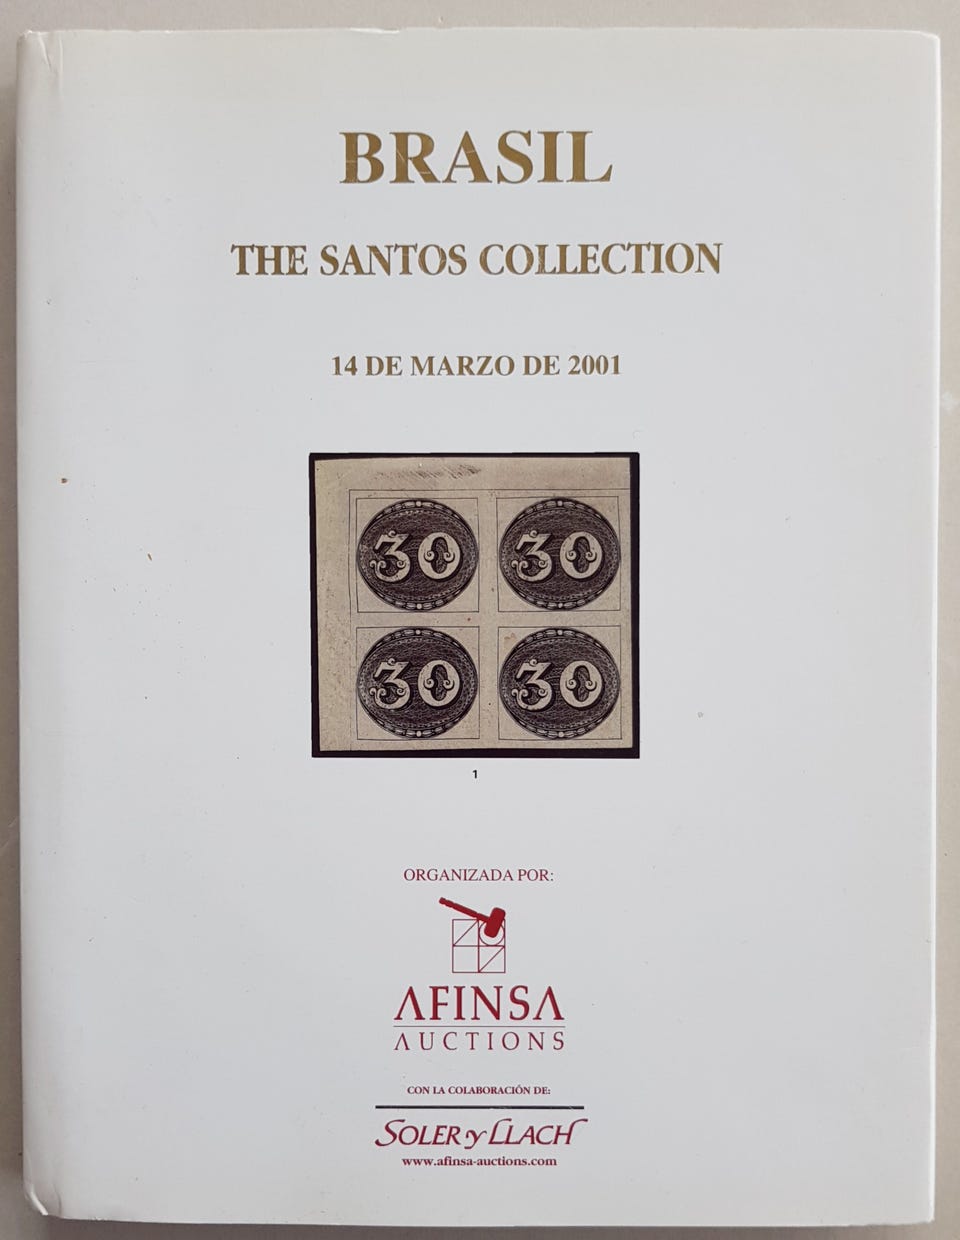 BRASIL
THE SANTOS COLLECTION
14 DE MARZO DE 2001
30 30
30 30
1
ORGANIZADA POR:
AFINSA
AUCTIONS
CON LA COLABORACIÓN DE:
SOLER y LLACH
www.afinsa-auctions.com